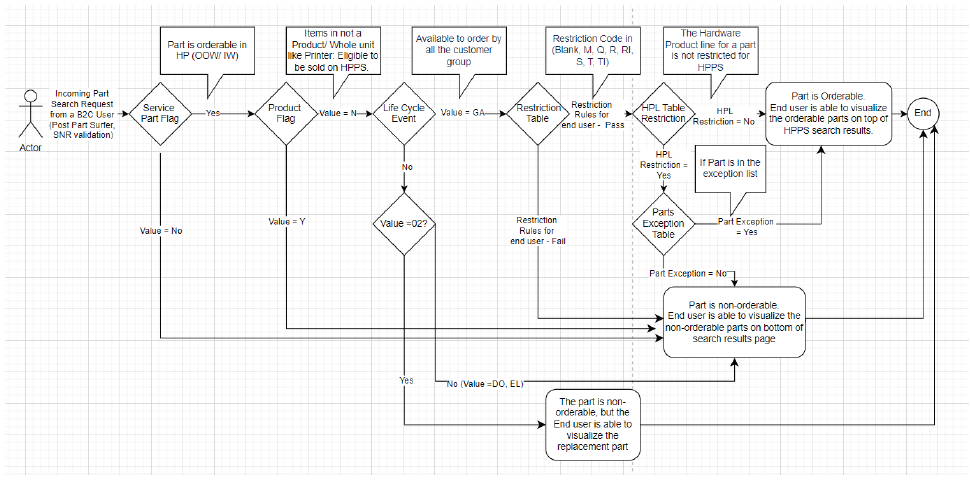 Part is orderable in
HP (OOW/ IW)
Items in not a
Product/ Whole unit
like Printer: Eligible to
be sold on HPPS.
Available to order by
all the customer
group
Restriction Code in
(Blank, M, Q, R, RI,
S, T, TI)
The Hardware
Product line for a part
is not restricted for
HPPS
Incoming Part
Search Request
from a B2C User
(Post Part Surfer,
SNR validation)
Actor
Service
Part Flag
Yes
Product
Flag
Value = N
Life Cycle
Event
Value = GA
Restriction
Table
Restriction
Rules for
end user - Pass
HPL Table
Restriction
HPL
Restriction = No
Part is Orderable.
End user is able to visualize
the orderable parts on top of
HPPS search results.
End
HPL
Restriction =
Yes
If Part is in the
exception list
No
Value =02?
Parts
Exception
Table
Part Exception
= Yes
Value = No
Value = Y
Restriction
Rules for
end user - Fail
Part Exception = No
Part is non-orderable.
End user is able to visualize the
non-orderable parts on bottom of
search results page
Yes
No (Value =DO, EL)
The part is non-
orderable, but the
End user is able to
visualize the
replacement part